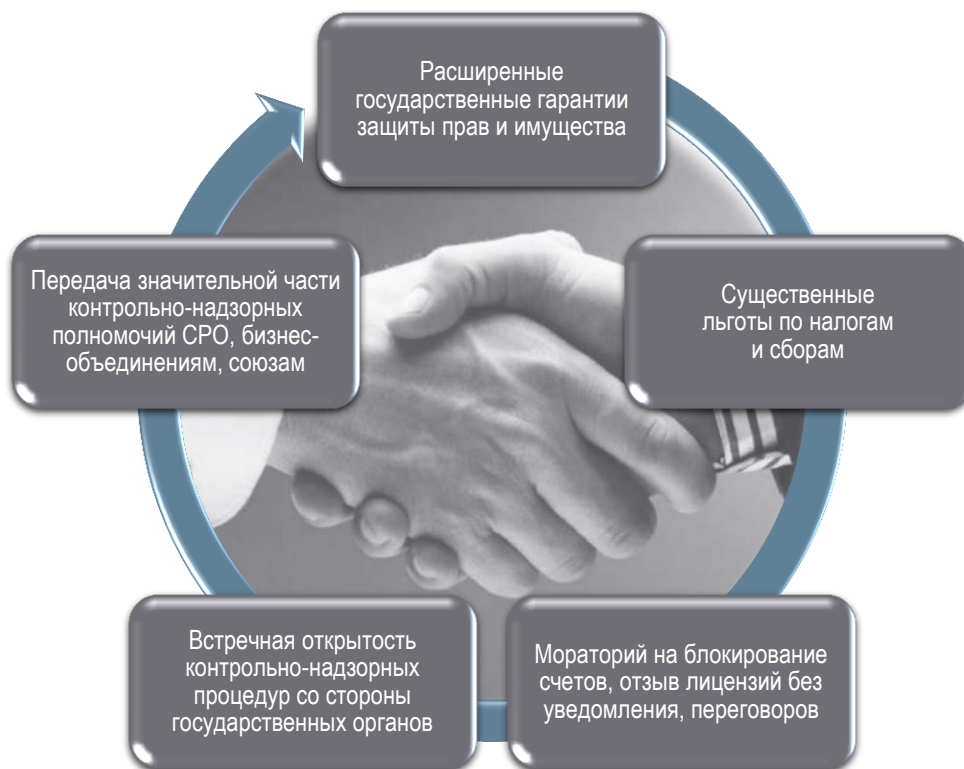 Расширенные
государственные гарантии
защиты прав и имущества
Существенные
льготы по налогам
и сборам
Мораторий на блокирование
счетов, отзыв лицензий без
уведомления, переговоров
Встречная открытость
контрольно-надзорных
процедур со стороны
государственных органов
Передача значительной части
контрольно-надзорных
полномочий СРО, бизнес-
объединениям, союзам